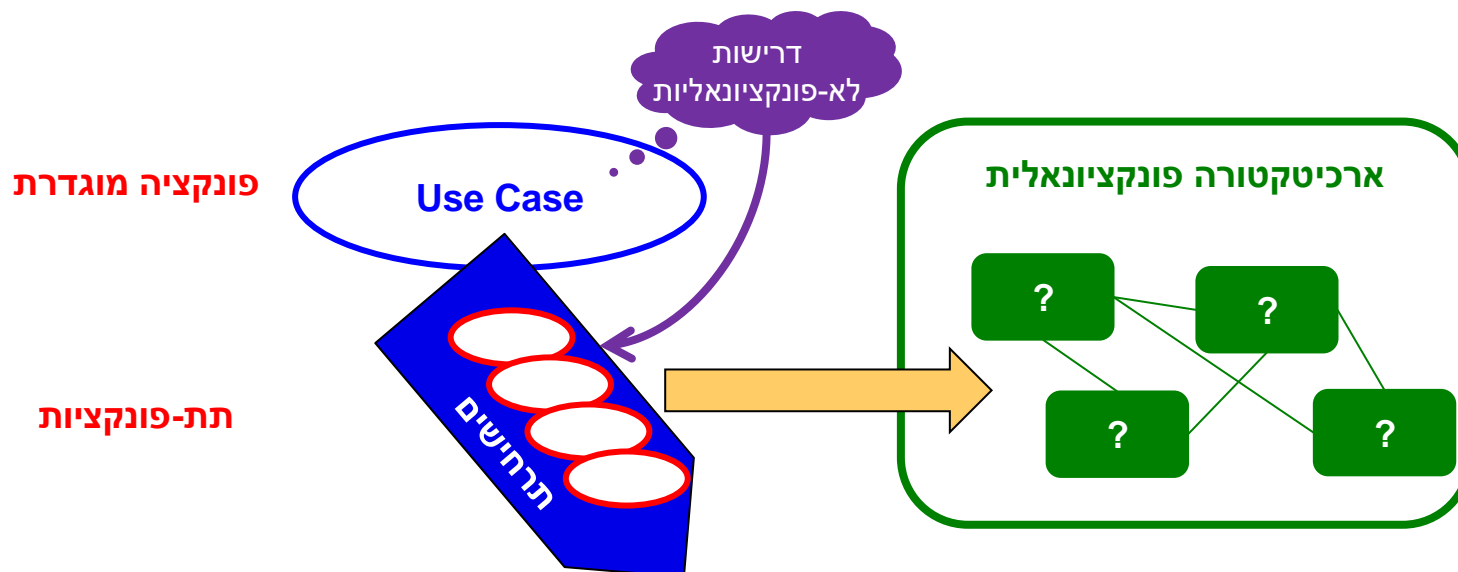 דרישות
לא-פונקציונאליות
פונקציה מוגדרת
Use Case
ארכיטקטורה פונקציונאלית
?
?
תת-פונקציות
תרחישים
?
?